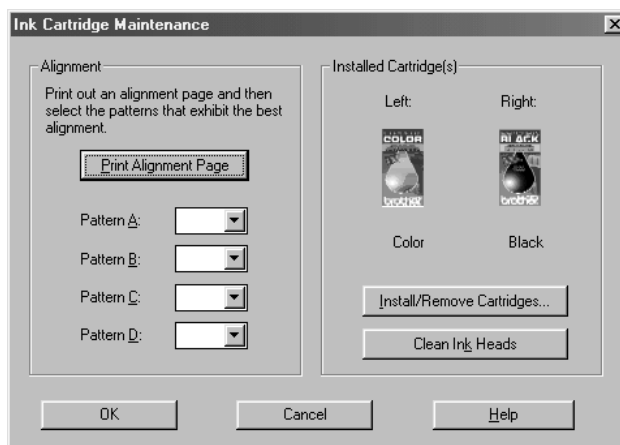 Ink Cartridge Maintenance
Alignment
Print out an alignment page and then
select the patterns that exhibit the best
alignment.
Print Alignment Page
Pattern A:
Pattern B:
Pattern C:
Pattern D:
Installed Cartridge(s)
Left:
Right:
COLOR
brother
BLACK
brother
Color
Black
Install/Remove Cartridges...
Clean Ink Heads
OK
Cancel
Help